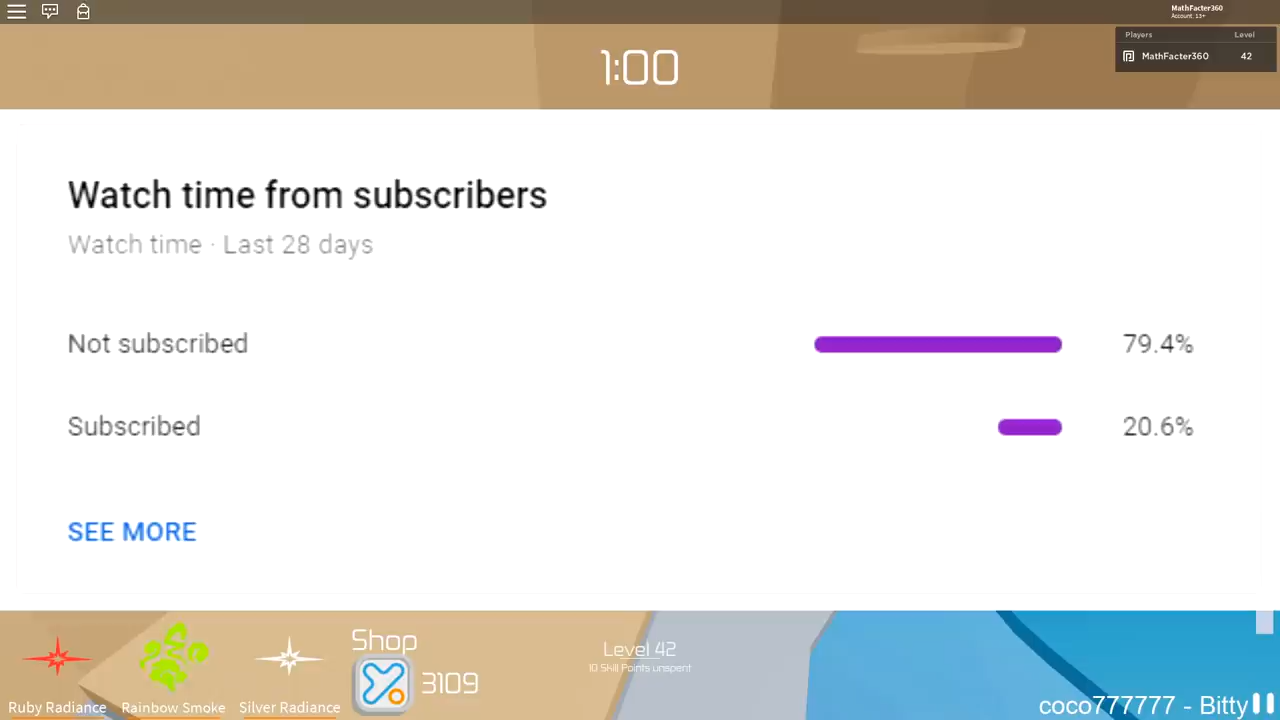 MathFacter360
Account: 13+
Players Level
MathFacter360 42
1:00
Watch time from subscribers
Watch time · Last 28 days
Not subscribed 79.4%
Subscribed 20.6%
SEE MORE
Shop
3109
Level 42
10 Skill Points unspent
Ruby Radiance Rainbow Smoke Silver Radiance
coco777777 - Bitty